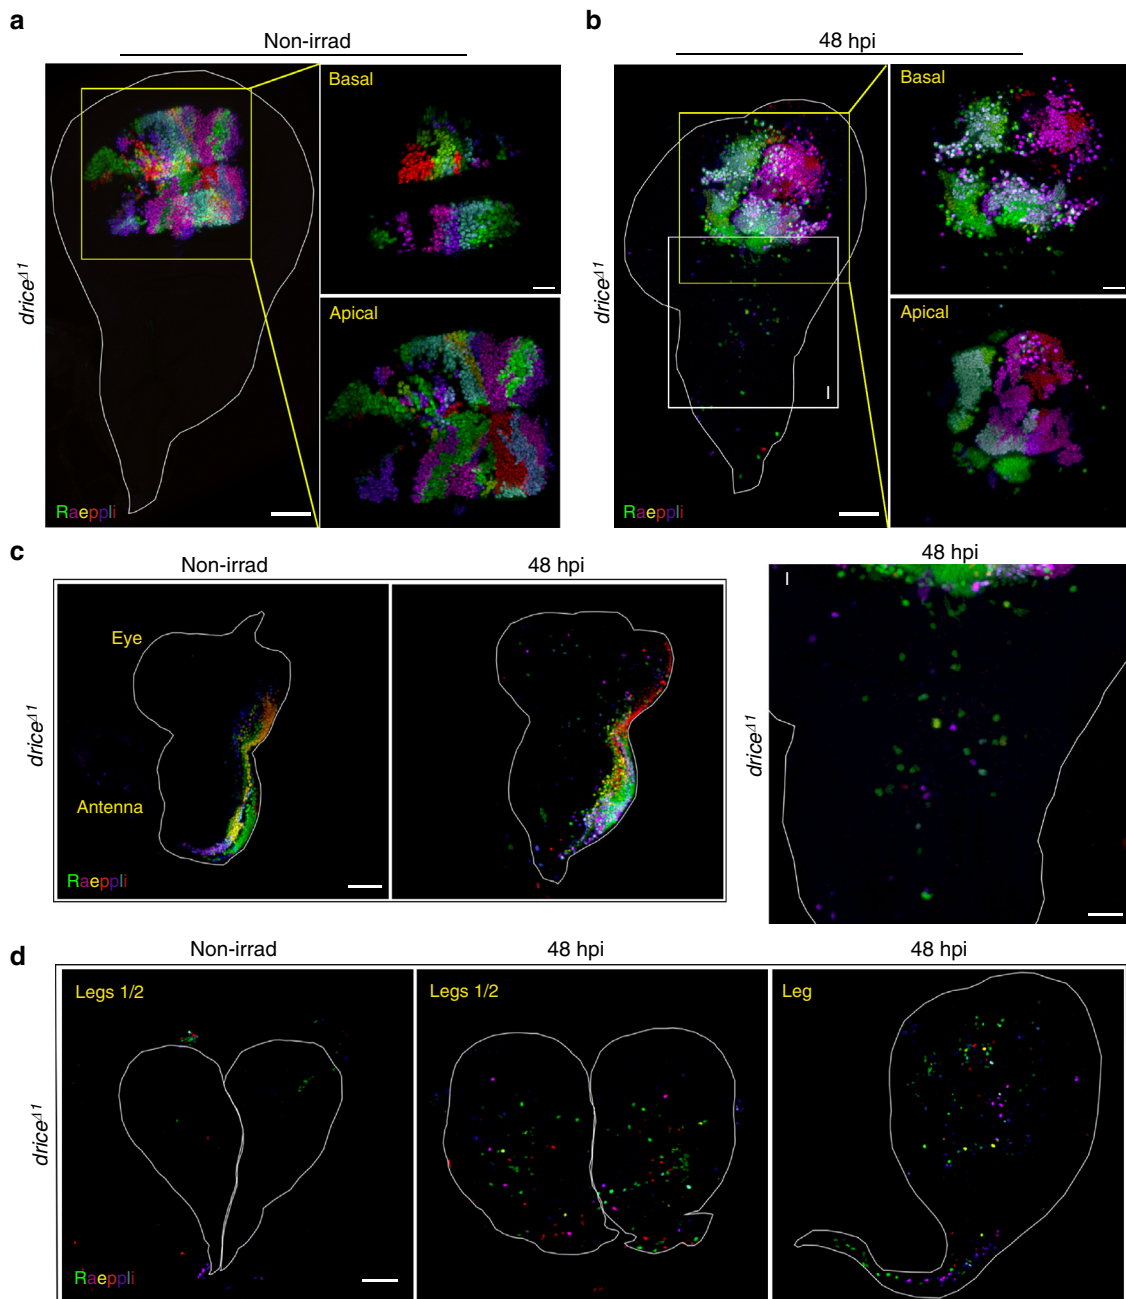 a
Non-irrad
Basal
Apical
drice^Δ1
Raeppli
b
48 hpi
Basal
Apical
drice^Δ1
I
Raeppli
c
Non-irrad
48 hpi
Eye
Antenna
drice^Δ1
Raeppli
48 hpi
I
drice^Δ1
d
Non-irrad
48 hpi
48 hpi
Legs 1/2
Legs 1/2
Leg
drice^Δ1
Raeppli